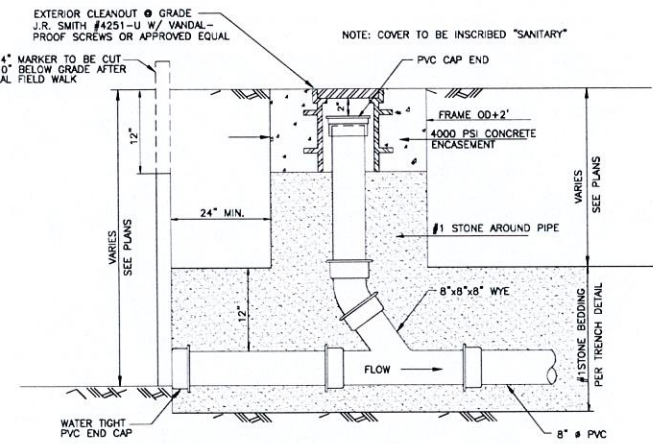 EXTERIOR CLEANOUT @ GRADE
J.R. SMITH #4251-U W/ VANDAL-
PROOF SCREWS OR APPROVED EQUAL
NOTE: COVER TO BE INSCRIBED "SANITARY"
4" MARKER TO BE CUT
0" BELOW GRADE AFTER
AL FIELD WALK
PVC CAP END
2"
FRAME OD+2'
4000 PSI CONCRETE
ENCASEMENT
12"
VARIES
SEE PLANS
24" MIN.
VARIES
SEE PLANS
#1 STONE AROUND PIPE
12"
8"x8"x8" WYE
#1STONE BEDDING
PER TRENCH DETAIL
FLOW
WATER TIGHT
PVC END CAP
8" ø PVC